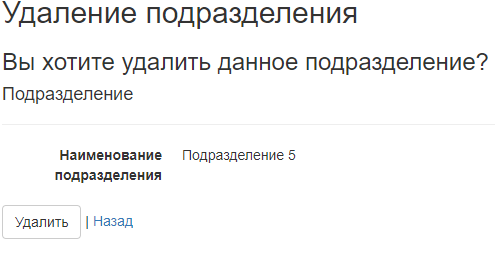 Удаление подразделения
Вы хотите удалить данное подразделение?
Подразделение
Наименование Подразделение 5
подразделения
Удалить | Назад